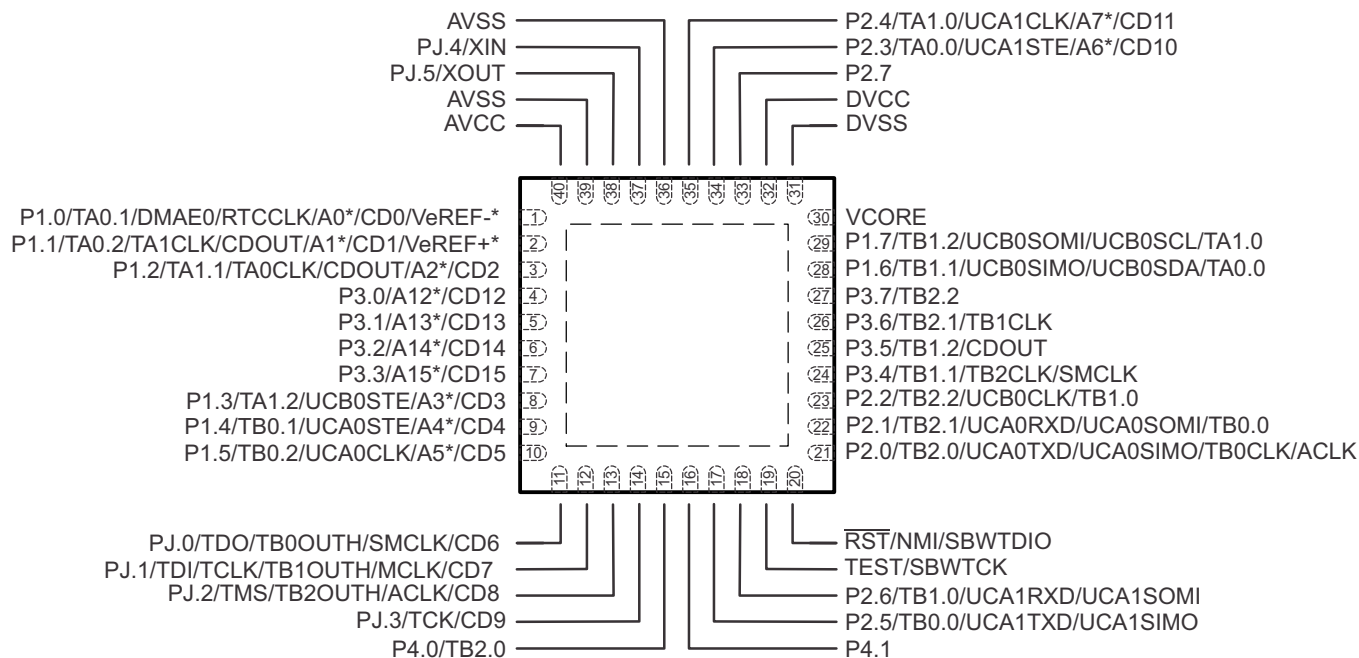 AVSS
PJ.4/XIN
PJ.5/XOUT
AVSS
AVCC
P2.4/TA1.0/UCA1CLK/A7*/CD11
P2.3/TA0.0/UCA1STE/A6*/CD10
P2.7
DVCC
DVSS
40 39 38 37 36 35 34 33 32 31
P1.0/TA0.1/DMAE0/RTCCLK/A0*/CD0/VeREF-* 1
P1.1/TA0.2/TA1CLK/CDOUT/A1*/CD1/VeREF+* 2
P1.2/TA1.1/TA0CLK/CDOUT/A2*/CD2 3
P3.0/A12*/CD12 4
P3.1/A13*/CD13 5
P3.2/A14*/CD14 6
P3.3/A15*/CD15 7
P1.3/TA1.2/UCB0STE/A3*/CD3 8
P1.4/TB0.1/UCA0STE/A4*/CD4 9
P1.5/TB0.2/UCA0CLK/A5*/CD5 10
30 VCORE
29 P1.7/TB1.2/UCB0SOMI/UCB0SCL/TA1.0
28 P1.6/TB1.1/UCB0SIMO/UCB0SDA/TA0.0
27 P3.7/TB2.2
26 P3.6/TB2.1/TB1CLK
25 P3.5/TB1.2/CDOUT
24 P3.4/TB1.1/TB2CLK/SMCLK
23 P2.2/TB2.2/UCB0CLK/TB1.0
22 P2.1/TB2.1/UCA0RXD/UCA0SOMI/TB0.0
21 P2.0/TB2.0/UCA0TXD/UCA0SIMO/TB0CLK/ACLK
11 12 13 14 15 16 17 18 19 20
PJ.0/TDO/TB0OUTH/SMCLK/CD6
PJ.1/TDI/TCLK/TB1OUTH/MCLK/CD7
PJ.2/TMS/TB2OUTH/ACLK/CD8
PJ.3/TCK/CD9
P4.0/TB2.0
RST/NMI/SBWTDIO
TEST/SBWTCK
P2.6/TB1.0/UCA1RXD/UCA1SOMI
P2.5/TB0.0/UCA1TXD/UCA1SIMO
P4.1